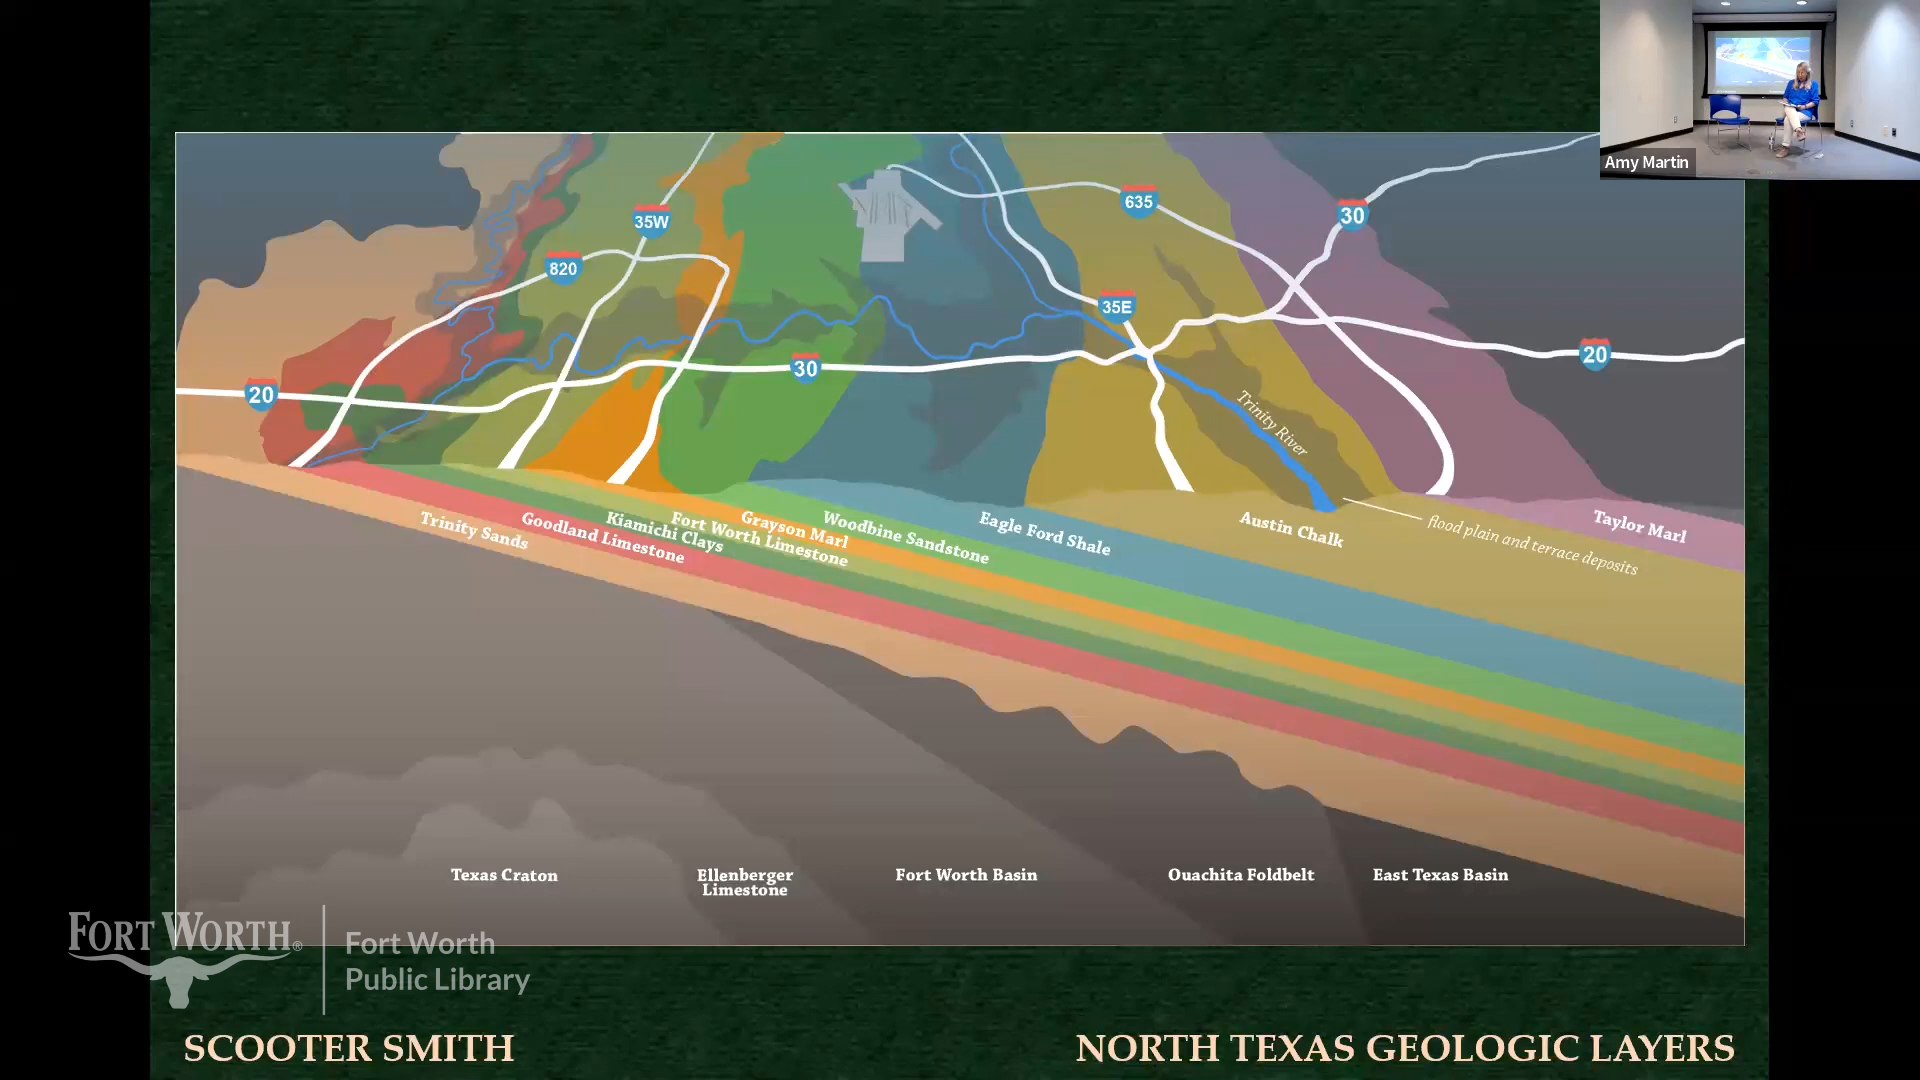 Amy Martin
35W
635
30
820
35E
20
30
20
Trinity River
Trinity Sands
Goodland Limestone
Kiamichi Clays
Fort Worth Limestone
Grayson Marl
Woodbine Sandstone
Eagle Ford Shale
Austin Chalk
flood plain and terrace deposits
Taylor Marl
Texas Craton
Ellenberger
Limestone
Fort Worth Basin
Ouachita Foldbelt
East Texas Basin
FORT WORTH®
Fort Worth
Public Library
SCOOTER SMITH
NORTH TEXAS GEOLOGIC LAYERS